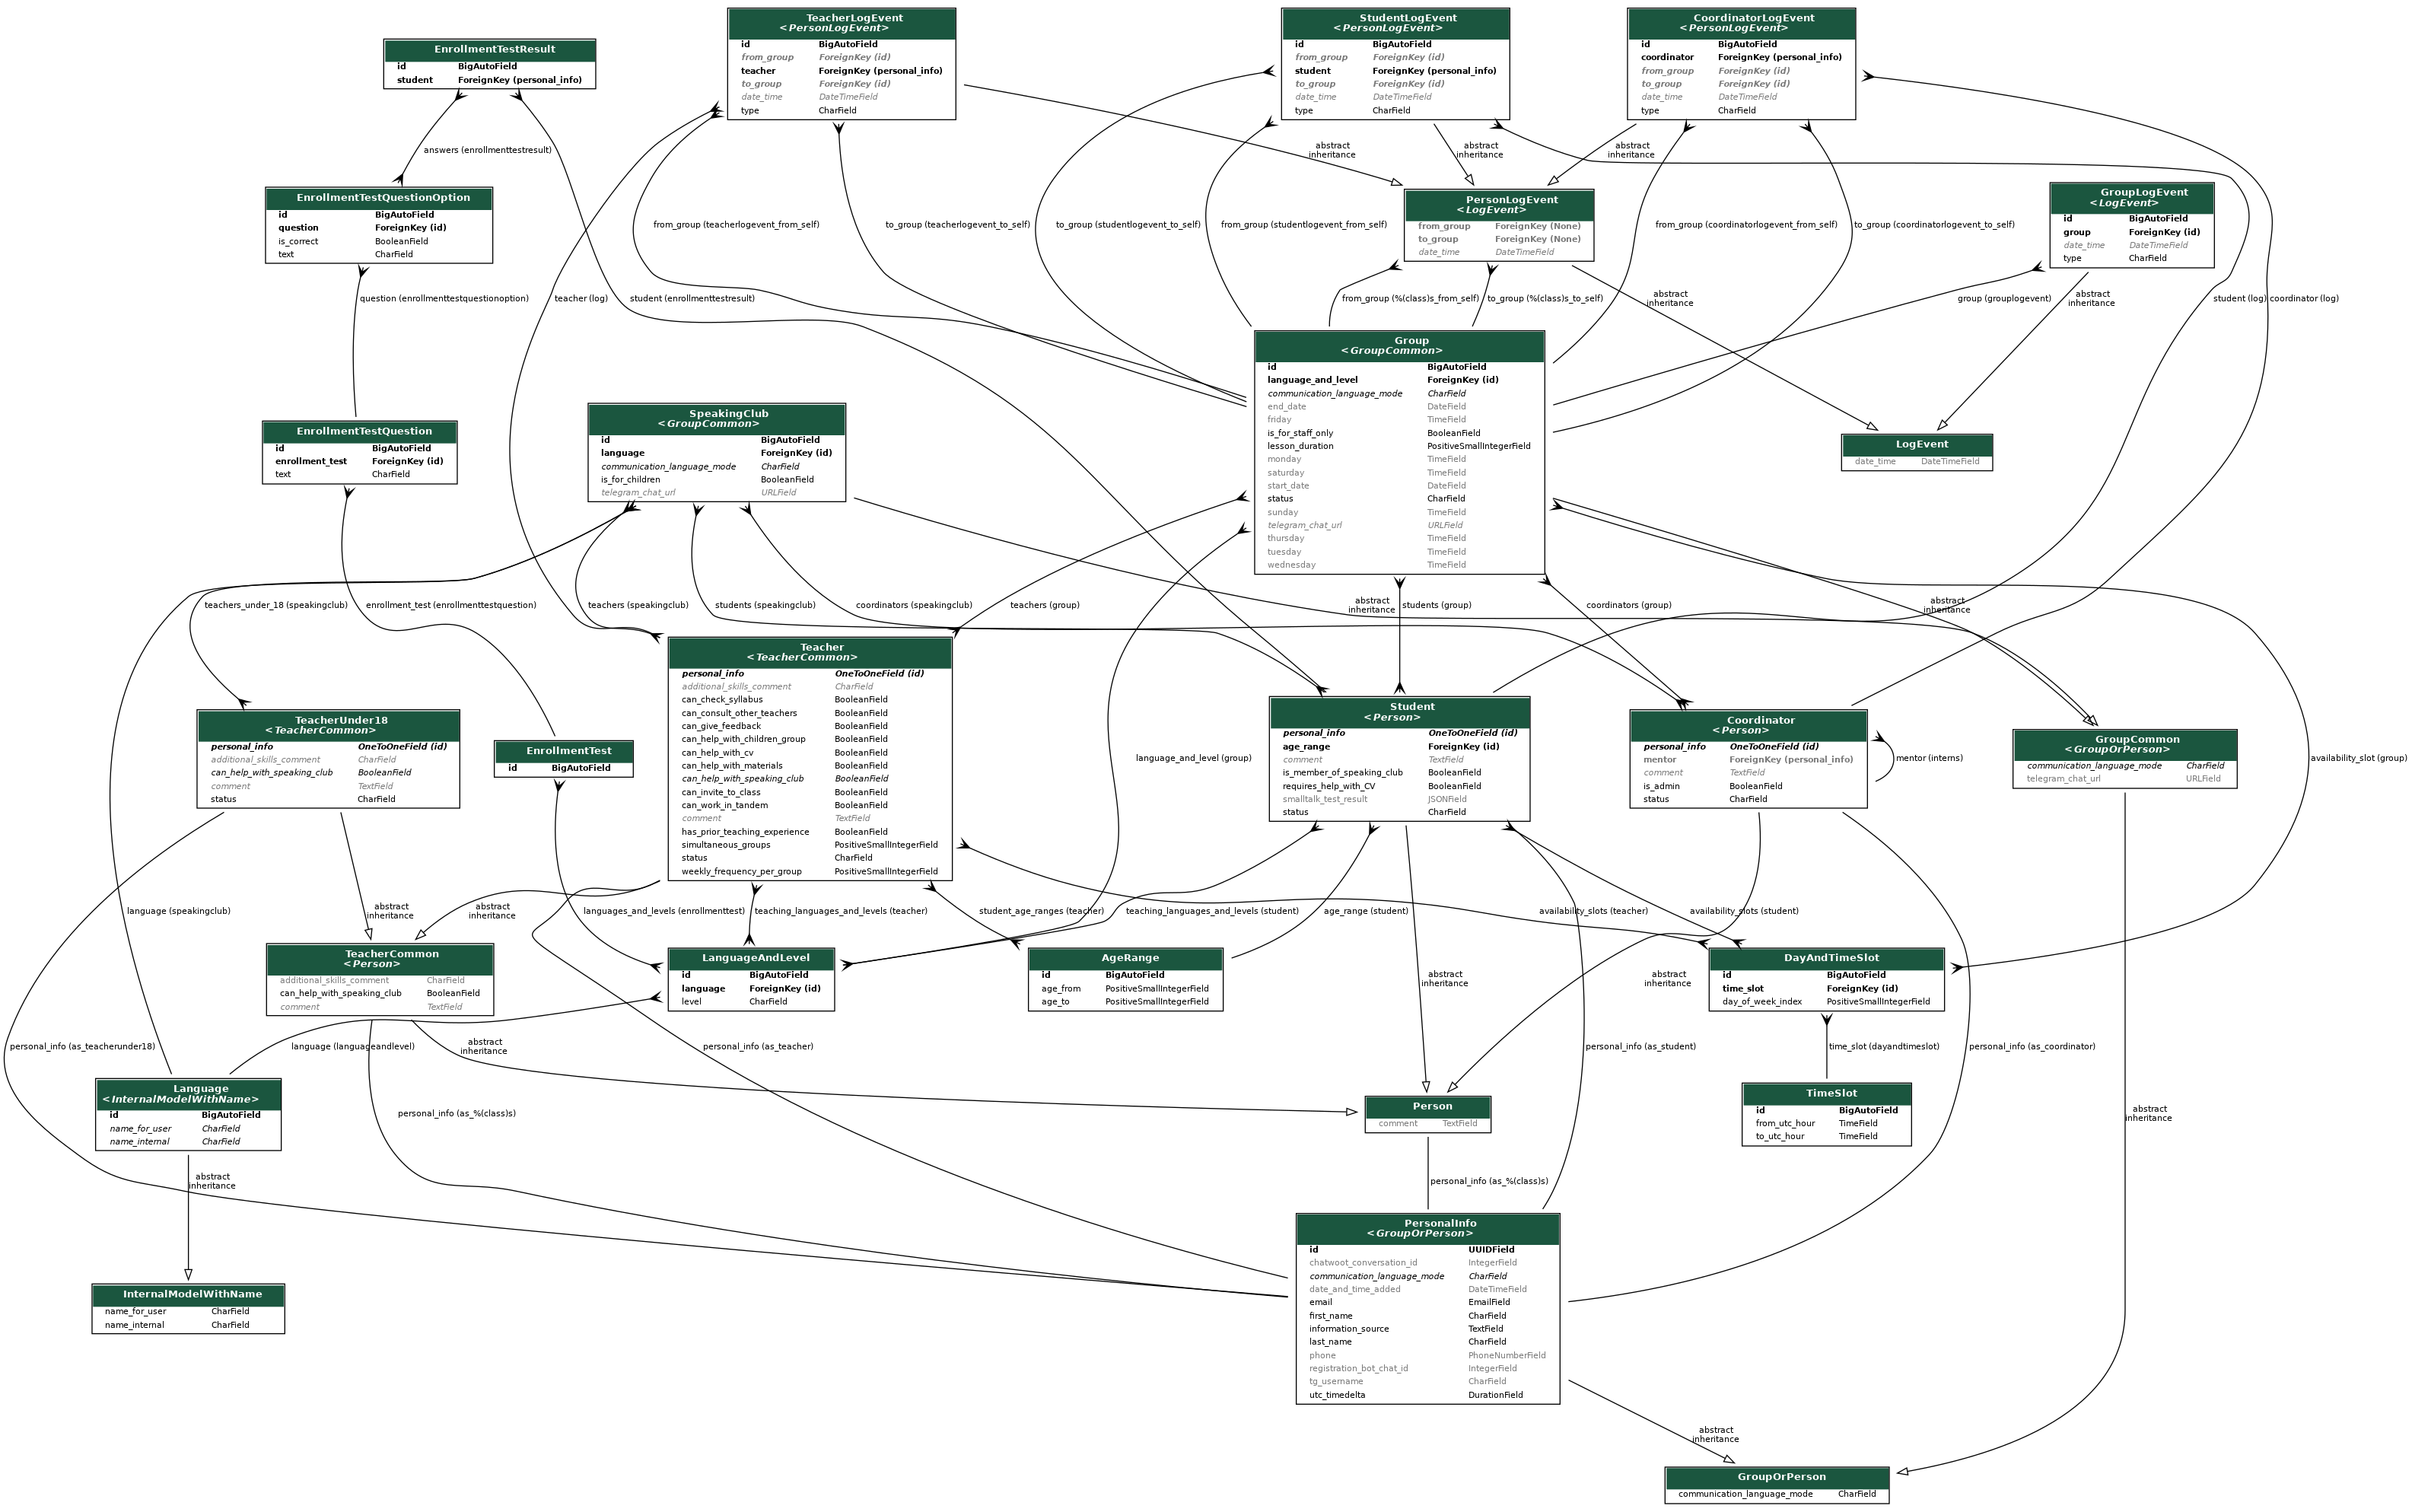 TeacherLogEvent
<PersonLogEvent>
id BigAutoField
from_group ForeignKey (id)
teacher ForeignKey (personal_info)
to_group ForeignKey (id)
date_time DateTimeField
type CharField
StudentLogEvent
<PersonLogEvent>
id BigAutoField
from_group ForeignKey (id)
student ForeignKey (personal_info)
to_group ForeignKey (id)
date_time DateTimeField
type CharField
CoordinatorLogEvent
<PersonLogEvent>
id BigAutoField
coordinator ForeignKey (personal_info)
from_group ForeignKey (id)
to_group ForeignKey (id)
date_time DateTimeField
type CharField
EnrollmentTestResult
id BigAutoField
student ForeignKey (personal_info)
answers (enrollmenttestresult)
abstract
inheritance
abstract
inheritance
abstract
inheritance
EnrollmentTestQuestionOption
id BigAutoField
question ForeignKey (id)
is_correct BooleanField
text CharField
PersonLogEvent
<LogEvent>
from_group ForeignKey (None)
to_group ForeignKey (None)
date_time DateTimeField
GroupLogEvent
<LogEvent>
id BigAutoField
group ForeignKey (id)
date_time DateTimeField
type CharField
from_group (teacherlogevent_from_self)
to_group (teacherlogevent_to_self)
to_group (studentlogevent_to_self)
from_group (studentlogevent_from_self)
from_group (coordinatorlogevent_from_self)
to_group (coordinatorlogevent_to_self)
question (enrollmenttestquestionoption)
teacher (log)
student (enrollmenttestresult)
from_group (%(class)s_from_self)
to_group (%(class)s_to_self)
abstract
inheritance
group (grouplogevent)
abstract
inheritance
student (log)
coordinator (log)
Group
<GroupCommon>
id BigAutoField
language_and_level ForeignKey (id)
communication_language_mode CharField
end_date DateField
friday TimeField
is_for_staff_only BooleanField
lesson_duration PositiveSmallIntegerField
monday TimeField
saturday TimeField
start_date DateField
status CharField
sunday TimeField
telegram_chat_url URLField
thursday TimeField
tuesday TimeField
wednesday TimeField
SpeakingClub
<GroupCommon>
id BigAutoField
language ForeignKey (id)
communication_language_mode CharField
is_for_children BooleanField
telegram_chat_url URLField
EnrollmentTestQuestion
id BigAutoField
enrollment_test ForeignKey (id)
text CharField
LogEvent
date_time DateTimeField
teachers_under_18 (speakingclub)
enrollment_test (enrollmenttestquestion)
teachers (speakingclub)
students (speakingclub)
coordinators (speakingclub)
teachers (group)
abstract
inheritance
students (group)
coordinators (group)
abstract
inheritance
Teacher
<TeacherCommon>
personal_info OneToOneField (id)
additional_skills_comment CharField
can_check_syllabus BooleanField
can_consult_other_teachers BooleanField
can_give_feedback BooleanField
can_help_with_children_group BooleanField
can_help_with_cv BooleanField
can_help_with_materials BooleanField
can_help_with_speaking_club BooleanField
can_invite_to_class BooleanField
can_work_in_tandem BooleanField
comment TextField
has_prior_teaching_experience BooleanField
simultaneous_groups PositiveSmallIntegerField
status CharField
weekly_frequency_per_group PositiveSmallIntegerField
TeacherUnder18
<TeacherCommon>
personal_info OneToOneField (id)
additional_skills_comment CharField
can_help_with_speaking_club BooleanField
comment TextField
status CharField
EnrollmentTest
id BigAutoField
language_and_level (group)
Student
<Person>
personal_info OneToOneField (id)
age_range ForeignKey (id)
comment TextField
is_member_of_speaking_club BooleanField
requires_help_with_CV BooleanField
smalltalk_test_result JSONField
status CharField
Coordinator
<Person>
personal_info OneToOneField (id)
mentor ForeignKey (personal_info)
comment TextField
is_admin BooleanField
status CharField
mentor (interns)
GroupCommon
<GroupOrPerson>
communication_language_mode CharField
telegram_chat_url URLField
availability_slot (group)
language (speakingclub)
abstract
inheritance
abstract
inheritance
languages_and_levels (enrollmenttest)
teaching_languages_and_levels (teacher)
student_age_ranges (teacher)
teaching_languages_and_levels (student)
age_range (student)
availability_slots (teacher)
availability_slots (student)
TeacherCommon
<Person>
additional_skills_comment CharField
can_help_with_speaking_club BooleanField
comment TextField
LanguageAndLevel
id BigAutoField
language ForeignKey (id)
level CharField
AgeRange
id BigAutoField
age_from PositiveSmallIntegerField
age_to PositiveSmallIntegerField
abstract
inheritance
abstract
inheritance
DayAndTimeSlot
id BigAutoField
time_slot ForeignKey (id)
day_of_week_index PositiveSmallIntegerField
personal_info (as_teacherunder18)
language (languageandlevel)
abstract
inheritance
personal_info (as_teacher)
personal_info (as_student)
time_slot (dayandtimeslot)
personal_info (as_coordinator)
Language
<InternalModelWithName>
id BigAutoField
name_for_user CharField
name_internal CharField
personal_info (as_%(class)s)
Person
comment TextField
TimeSlot
id BigAutoField
from_utc_hour TimeField
to_utc_hour TimeField
abstract
inheritance
abstract
inheritance
personal_info (as_%(class)s)
PersonalInfo
<GroupOrPerson>
id UUIDField
chatwoot_conversation_id IntegerField
communication_language_mode CharField
date_and_time_added DateTimeField
email EmailField
first_name CharField
information_source TextField
last_name CharField
phone PhoneNumberField
registration_bot_chat_id IntegerField
tg_username CharField
utc_timedelta DurationField
InternalModelWithName
name_for_user CharField
name_internal CharField
abstract
inheritance
GroupOrPerson
communication_language_mode CharField